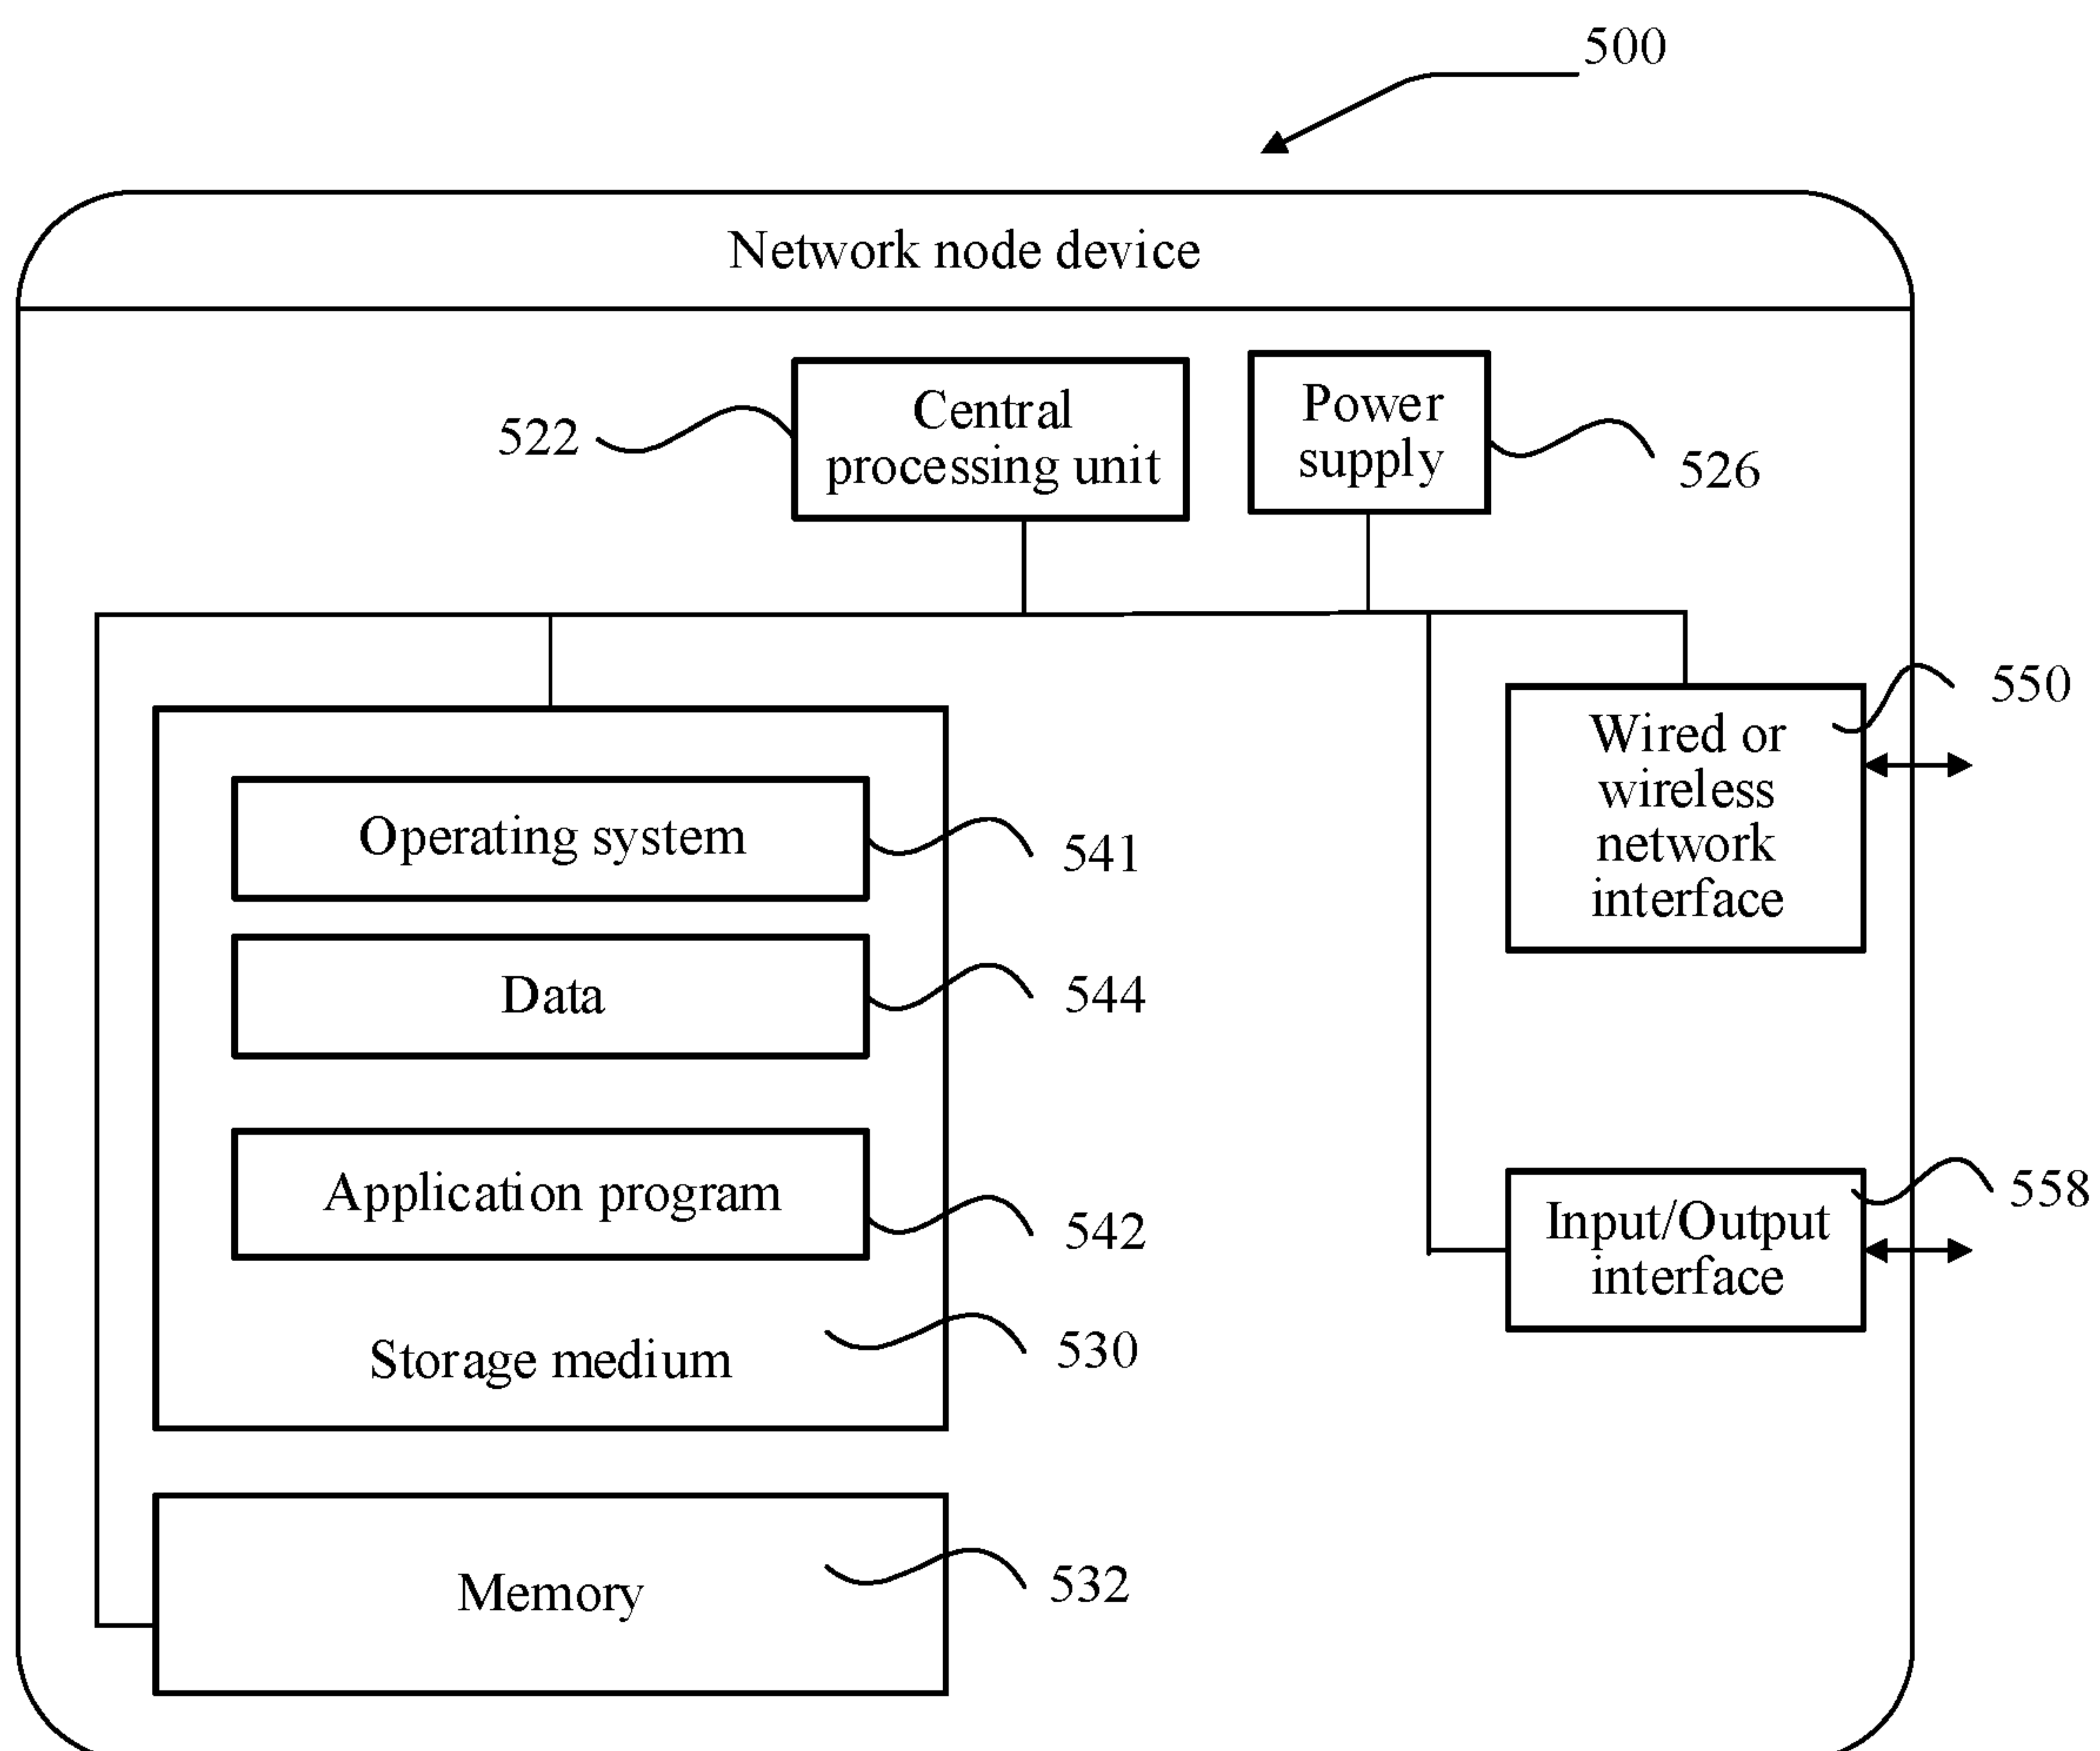 500
Network node device
Central
processing unit
522
Power
supply
526
550
Wired or
wireless
network
interface
Operating system
541
Data
544
Application program
542
558
Input/Output
interface
Storage medium
530
Memory
532